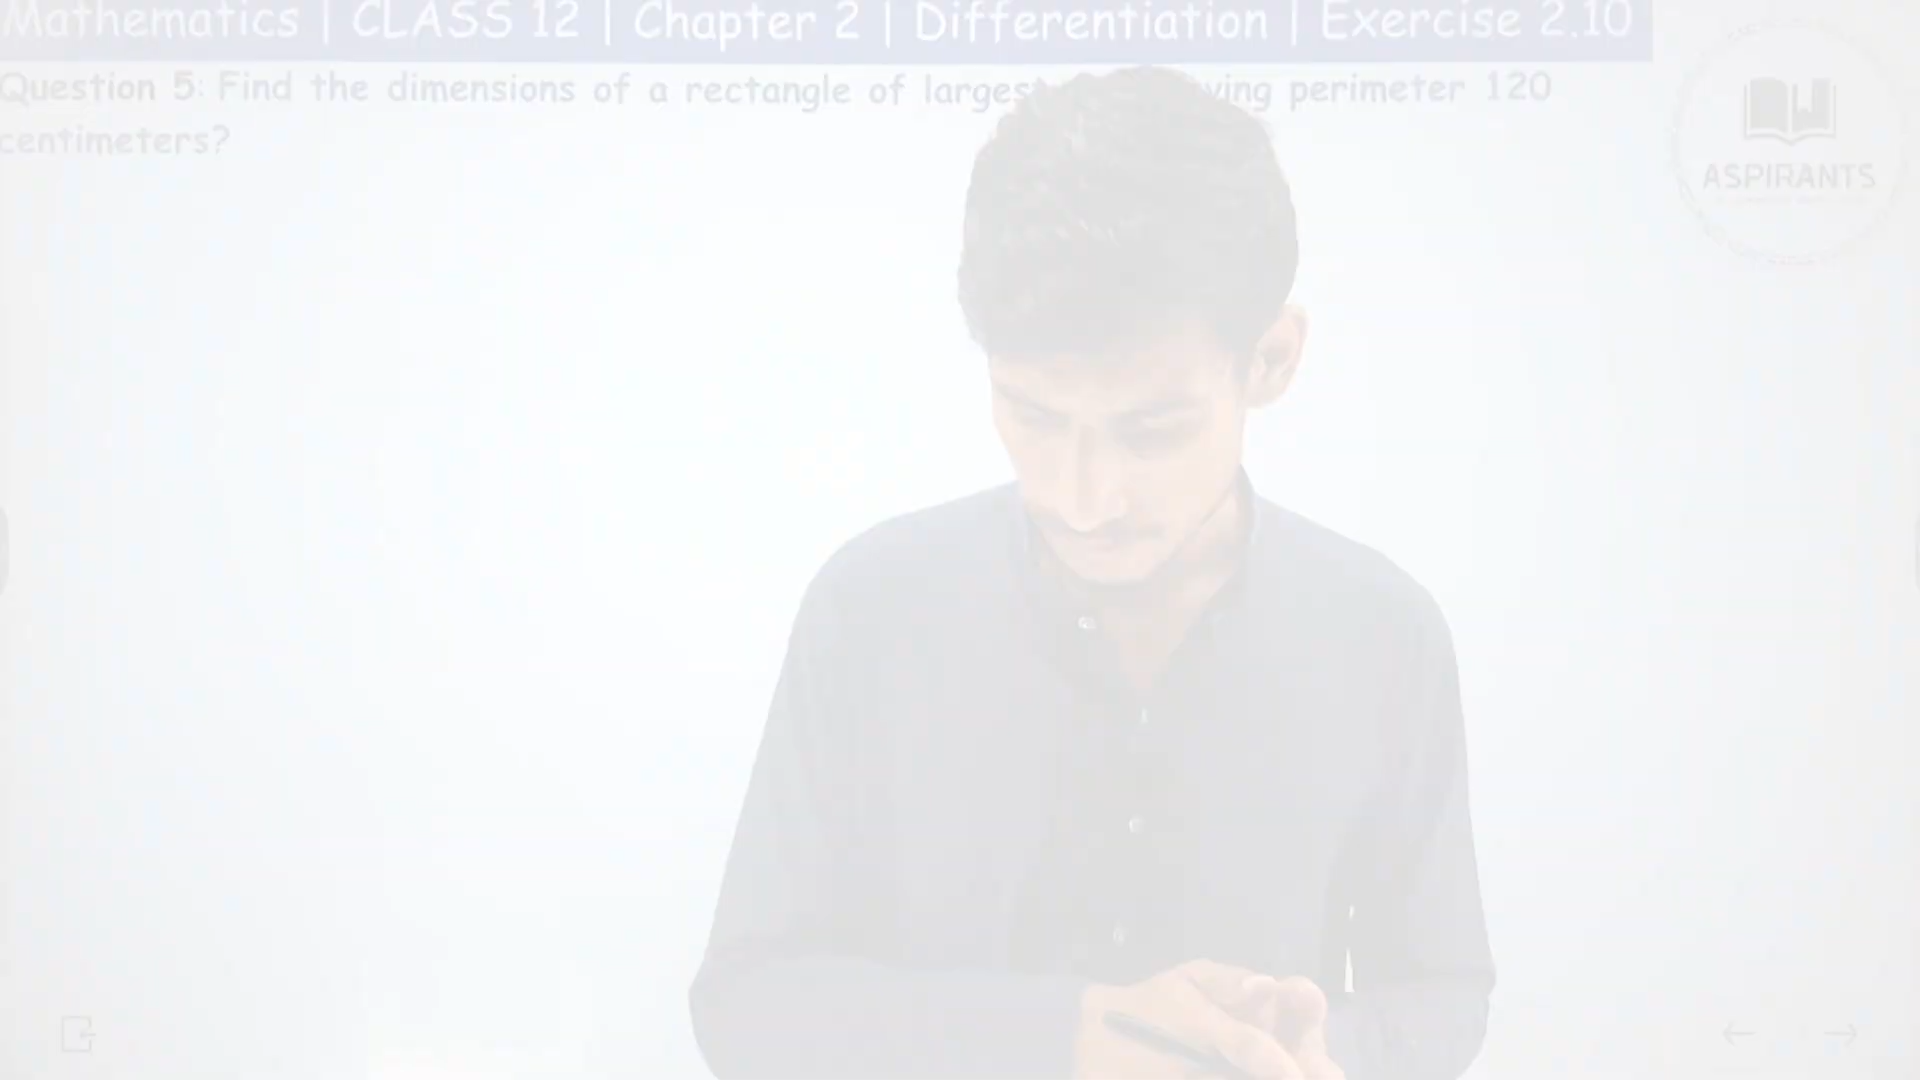 Mathematics | CLASS 12 | Chapter 2 | Differentiation | Exercise 2.10
Question 5: Find the dimensions of a rectangle of largest ving perimeter 120
centimeters?
ASPIRANTS